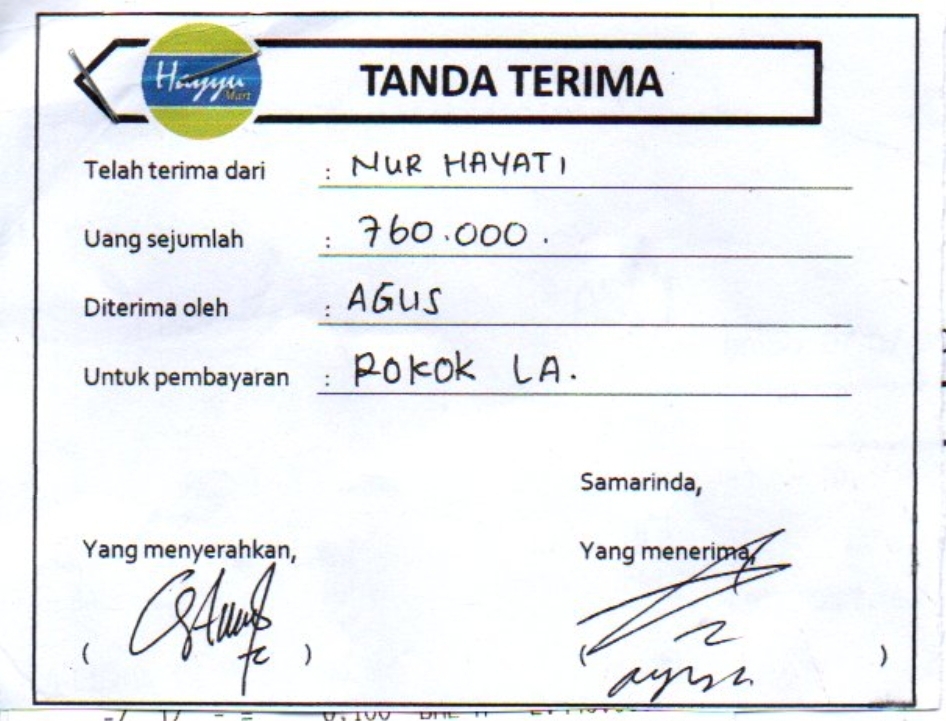 Hayyu
Mart
TANDA TERIMA
Telah terima dari : NUR HAYATI
Uang sejumlah : 760.000.
Diterima oleh : AGUS
Untuk pembayaran : ROKOK LA.
Samarinda,
Yang menyerahkan, Yang menerima,
( ) ( )